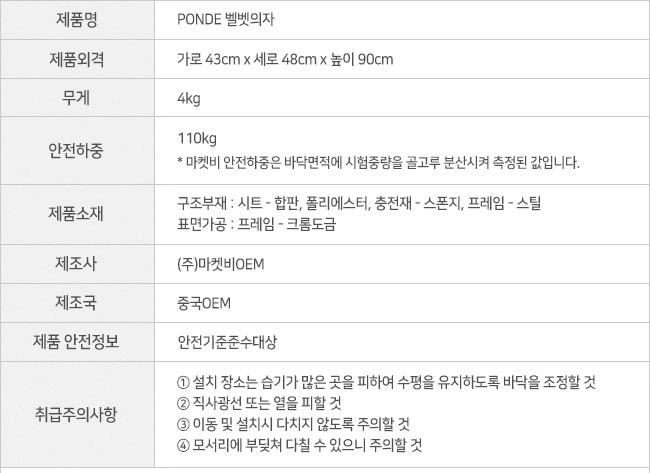 제품명 PONDE 벨벳의자
제품외격 가로 43cm x 세로 48cm x 높이 90cm
무게 4kg
안전하중 110kg
* 마켓비 안전하중은 바닥면적에 시험중량을 골고루 분산시켜 측정된 값입니다.
제품소재 구조부재 : 시트 - 합판, 폴리에스터, 충전재 - 스폰지, 프레임 - 스틸
표면가공 : 프레임 - 크롬도금
제조사 (주)마켓비OEM
제조국 중국OEM
제품 안전정보 안전기준준수대상
취급주의사항 ① 설치 장소는 습기가 많은 곳을 피하여 수평을 유지하도록 바닥을 조정할 것
② 직사광선 또는 열을 피할 것
③ 이동 및 설치시 다치지 않도록 주의할 것
④ 모서리에 부딪쳐 다칠 수 있으니 주의할 것